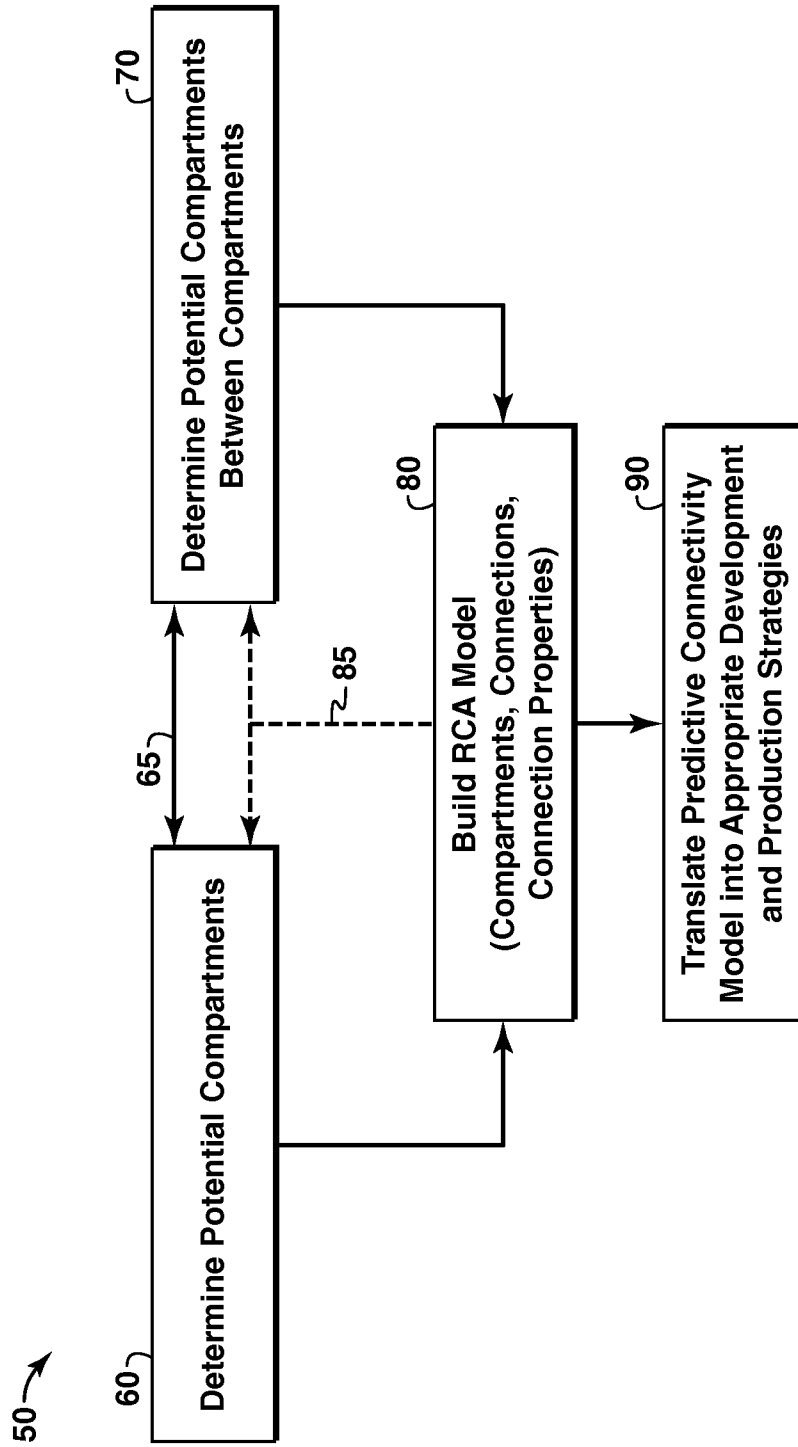 50
60
Determine Potential Compartments
65
70
Determine Potential Compartments
Between Compartments
85
80
Build RCA Model
(Compartments, Connections,
Connection Properties)
90
Translate Predictive Connectivity
Model into Appropriate Development
and Production Strategies